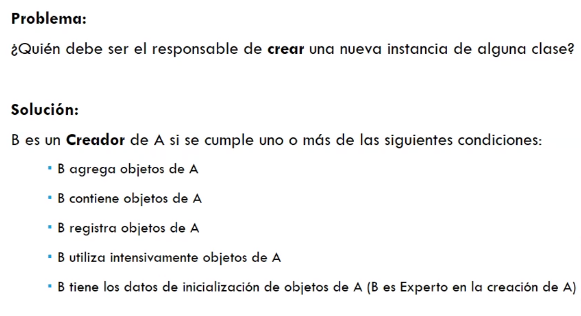 Problema:
¿Quién debe ser el responsable de crear una nueva instancia de alguna clase?
Solución:
B es un Creador de A si se cumple uno o más de las siguientes condiciones:
▪ B agrega objetos de A
▪ B contiene objetos de A
▪ B registra objetos de A
▪ B utiliza intensivamente objetos de A
▪ B tiene los datos de inicialización de objetos de A (B es Experto en la creación de A)